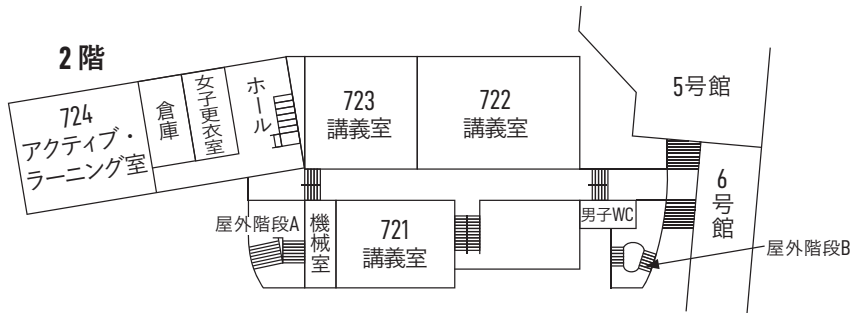 2階
724
アクティブ・
ラーニング室
倉庫
女子更衣室
ホール
723
講義室
722
講義室
5号館
6号館
屋外階段A
機械室
721
講義室
男子WC
屋外階段B